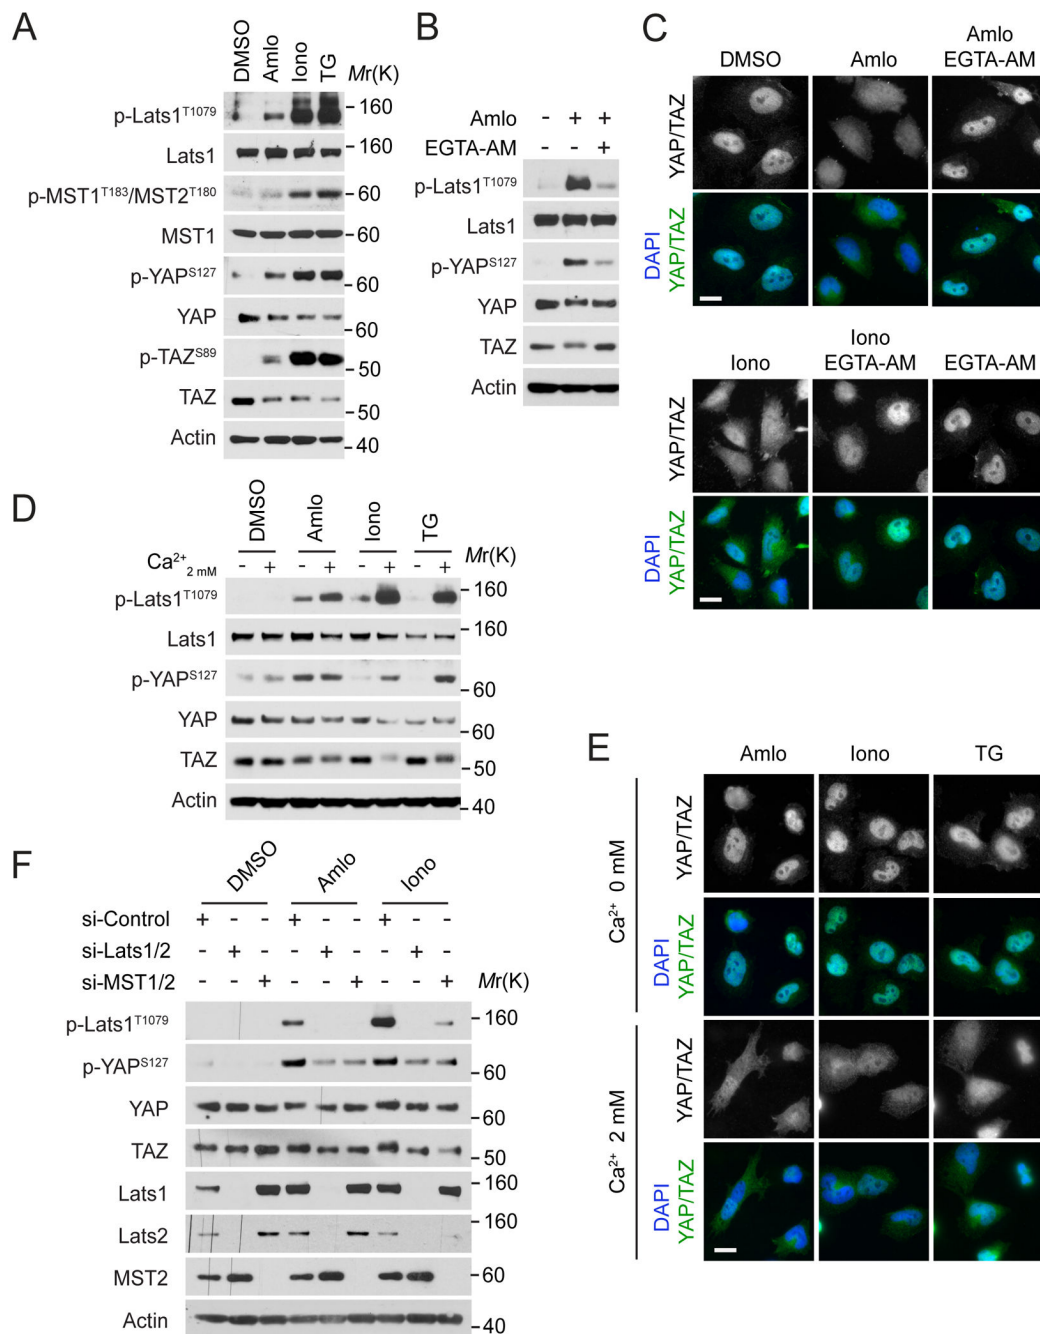 A
DMSO
Amlo
Iono
TG
Mr(K)
p-Lats1T1079
160
Lats1
160
p-MST1T183/MST2T180
60
MST1
60
p-YAPS127
60
YAP
60
p-TAZS89
50
TAZ
50
Actin
40
B
Amlo - + +
EGTA-AM - - +
p-Lats1T1079
Lats1
p-YAPS127
YAP
TAZ
Actin
C
DMSO
Amlo
Amlo
EGTA-AM
YAP/TAZ
DAPI
YAP/TAZ
Iono
Iono
EGTA-AM
EGTA-AM
YAP/TAZ
DAPI
YAP/TAZ
D
DMSO
Amlo
Iono
TG
Ca2+ 2 mM - + - + - + - +
Mr(K)
p-Lats1T1079
160
Lats1
160
p-YAPS127
60
YAP
60
TAZ
50
Actin
40
E
Amlo
Iono
TG
Ca2+ 0 mM
YAP/TAZ
DAPI
YAP/TAZ
Ca2+ 2 mM
YAP/TAZ
DAPI
YAP/TAZ
F
DMSO
Amlo
Iono
si-Control + - - + - - + - -
si-Lats1/2 - + - - + - - + -
si-MST1/2 - - + - - + - - +
Mr(K)
p-Lats1T1079
160
p-YAPS127
60
YAP
60
TAZ
50
Lats1
160
Lats2
160
MST2
60
Actin
40